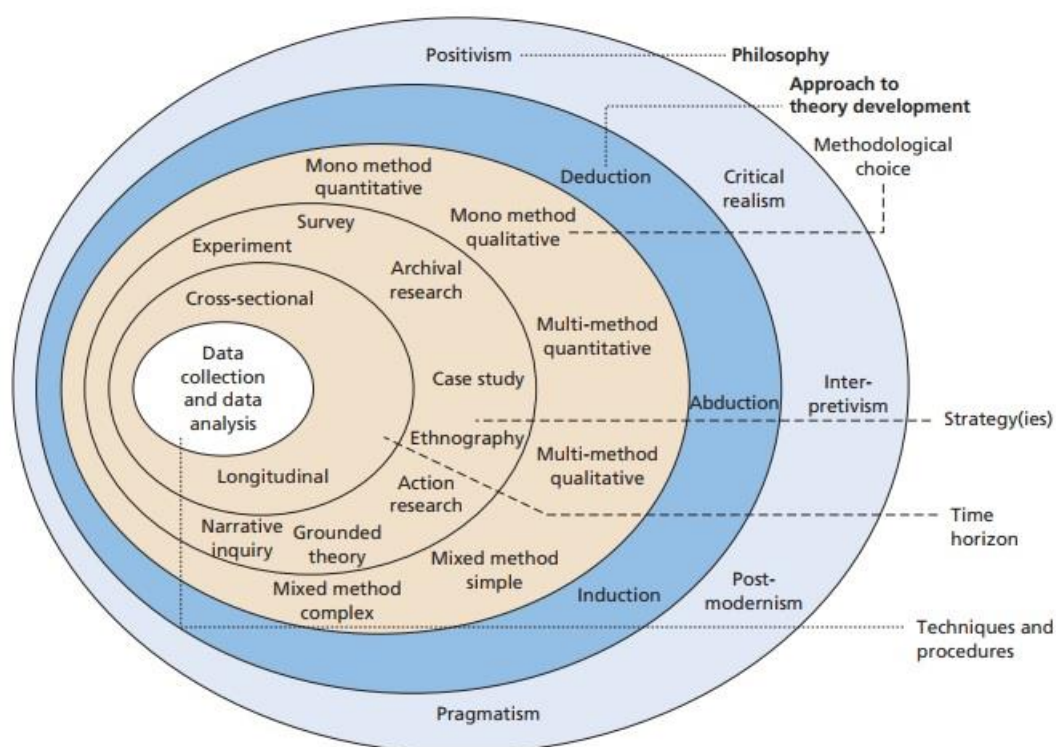 Positivism
Philosophy
Approach to
theory development
Methodological
choice
Mono method
quantitative
Deduction
Critical
realism
Mono method
qualitative
Survey
Experiment
Archival
research
Cross-sectional
Multi-method
quantitative
Data
collection
and data
analysis
Case study
Abduction
Inter-
pretivism
Strategy(ies)
Ethnography
Multi-method
qualitative
Longitudinal
Action
research
Time
horizon
Narrative
inquiry
Grounded
theory
Mixed method
simple
Mixed method
complex
Induction
Post-
modernism
Techniques and
procedures
Pragmatism